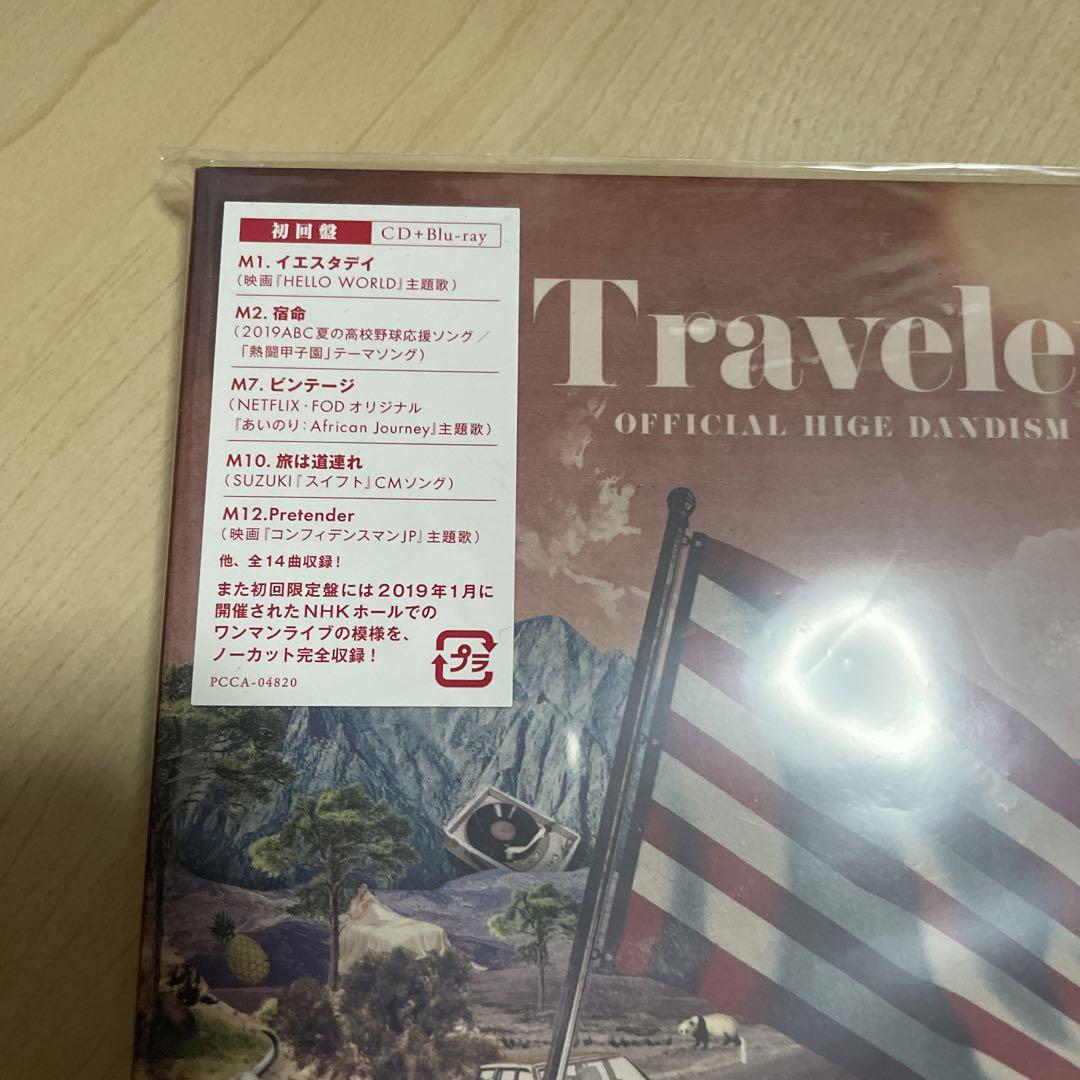 初回盤 CD+Blu-ray
M1. イエスタデイ
(映画『HELLO WORLD』主題歌)
M2. 宿命
(2019ABC夏の高校野球応援ソング／
「熱闘甲子園」テーマソング)
M7. ビンテージ
(NETFLIX・FODオリジナル
『あいのり：African Journey』主題歌)
M10. 旅は道連れ
(SUZUKI『スイフト』CMソング)
M12.Pretender
(映画『コンフィデンスマンJP』主題歌)
他、全14曲収録！
また初回限定盤には2019年1月に
開催されたNHKホールでの
ワンマンライブの模様を、
ノーカット完全収録！
PCCA-04820
プラ
Traveler
OFFICIAL HIGE DANDISM